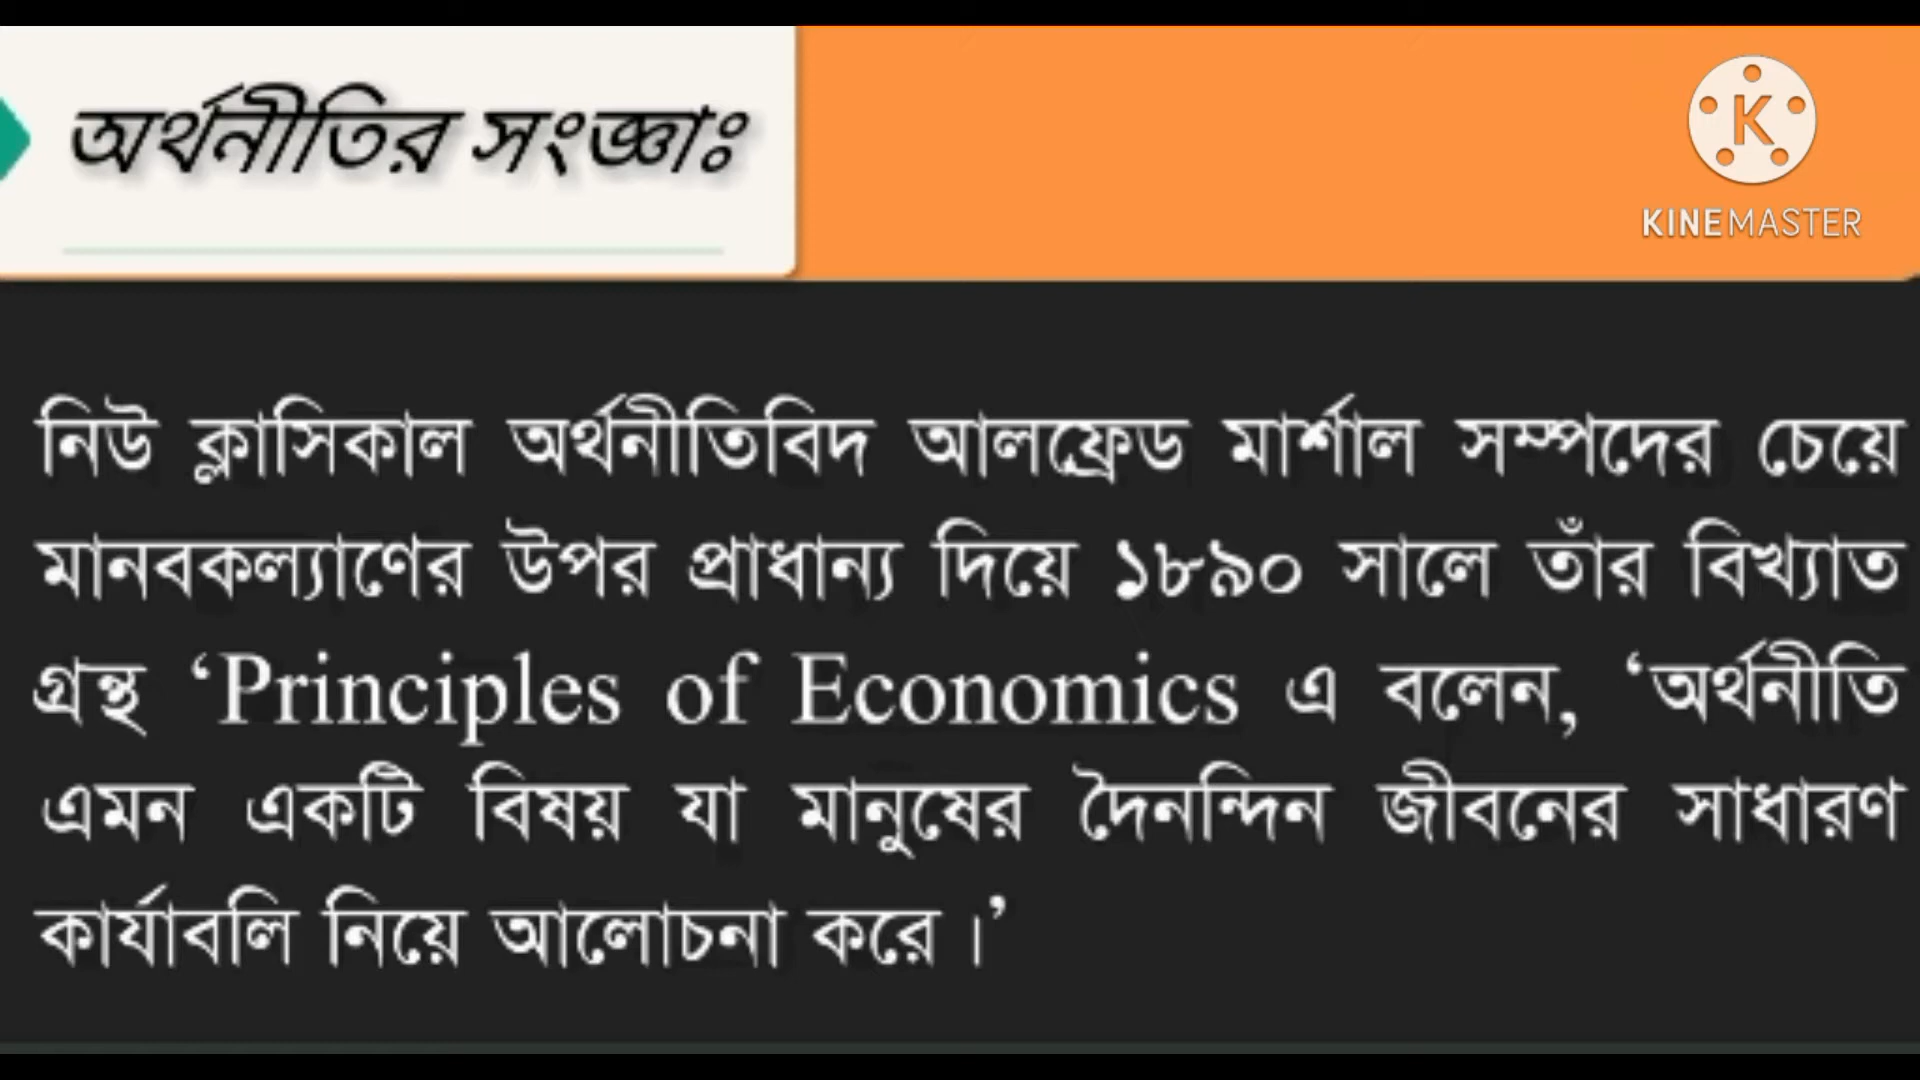 অর্থনীতির সংজ্ঞাঃ
KINEMASTER
নিউ ক্লাসিকাল অর্থনীতিবিদ আলফ্রেড মার্শাল সম্পদের চেয়ে
মানবকল্যাণের উপর প্রাধান্য দিয়ে ১৮৯০ সালে তাঁর বিখ্যাত
গ্রন্থ ‘Principles of Economics এ বলেন, ‘অর্থনীতি
এমন একটি বিষয় যা মানুষের দৈনন্দিন জীবনের সাধারণ
কার্যাবলি নিয়ে আলোচনা করে।’